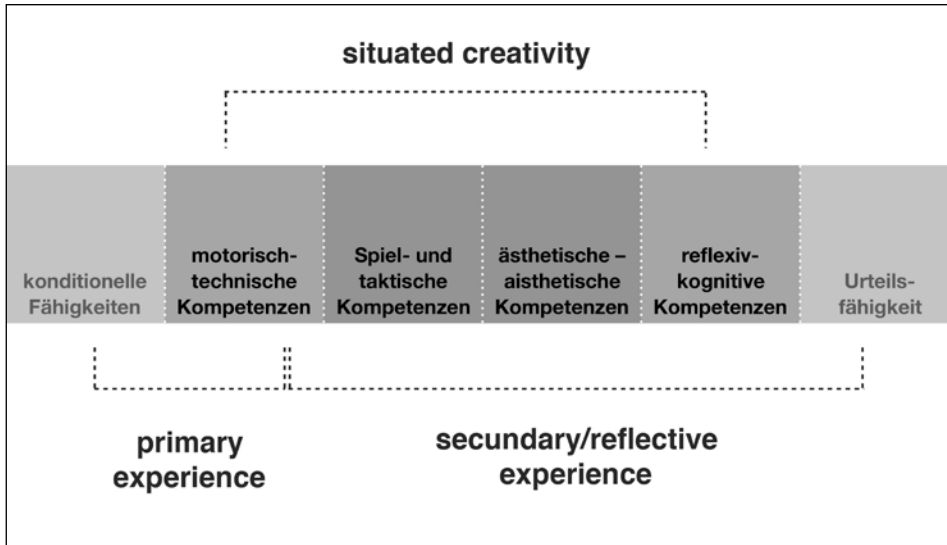 situated creativity
konditionelle
Fähigkeiten
motorisch-
technische
Kompetenzen
Spiel- und
taktische
Kompetenzen
ästhetische –
aisthetische
Kompetenzen
reflexiv-
kognitive
Kompetenzen
Urteils-
fähigkeit
primary
experience
secundary/reflective
experience